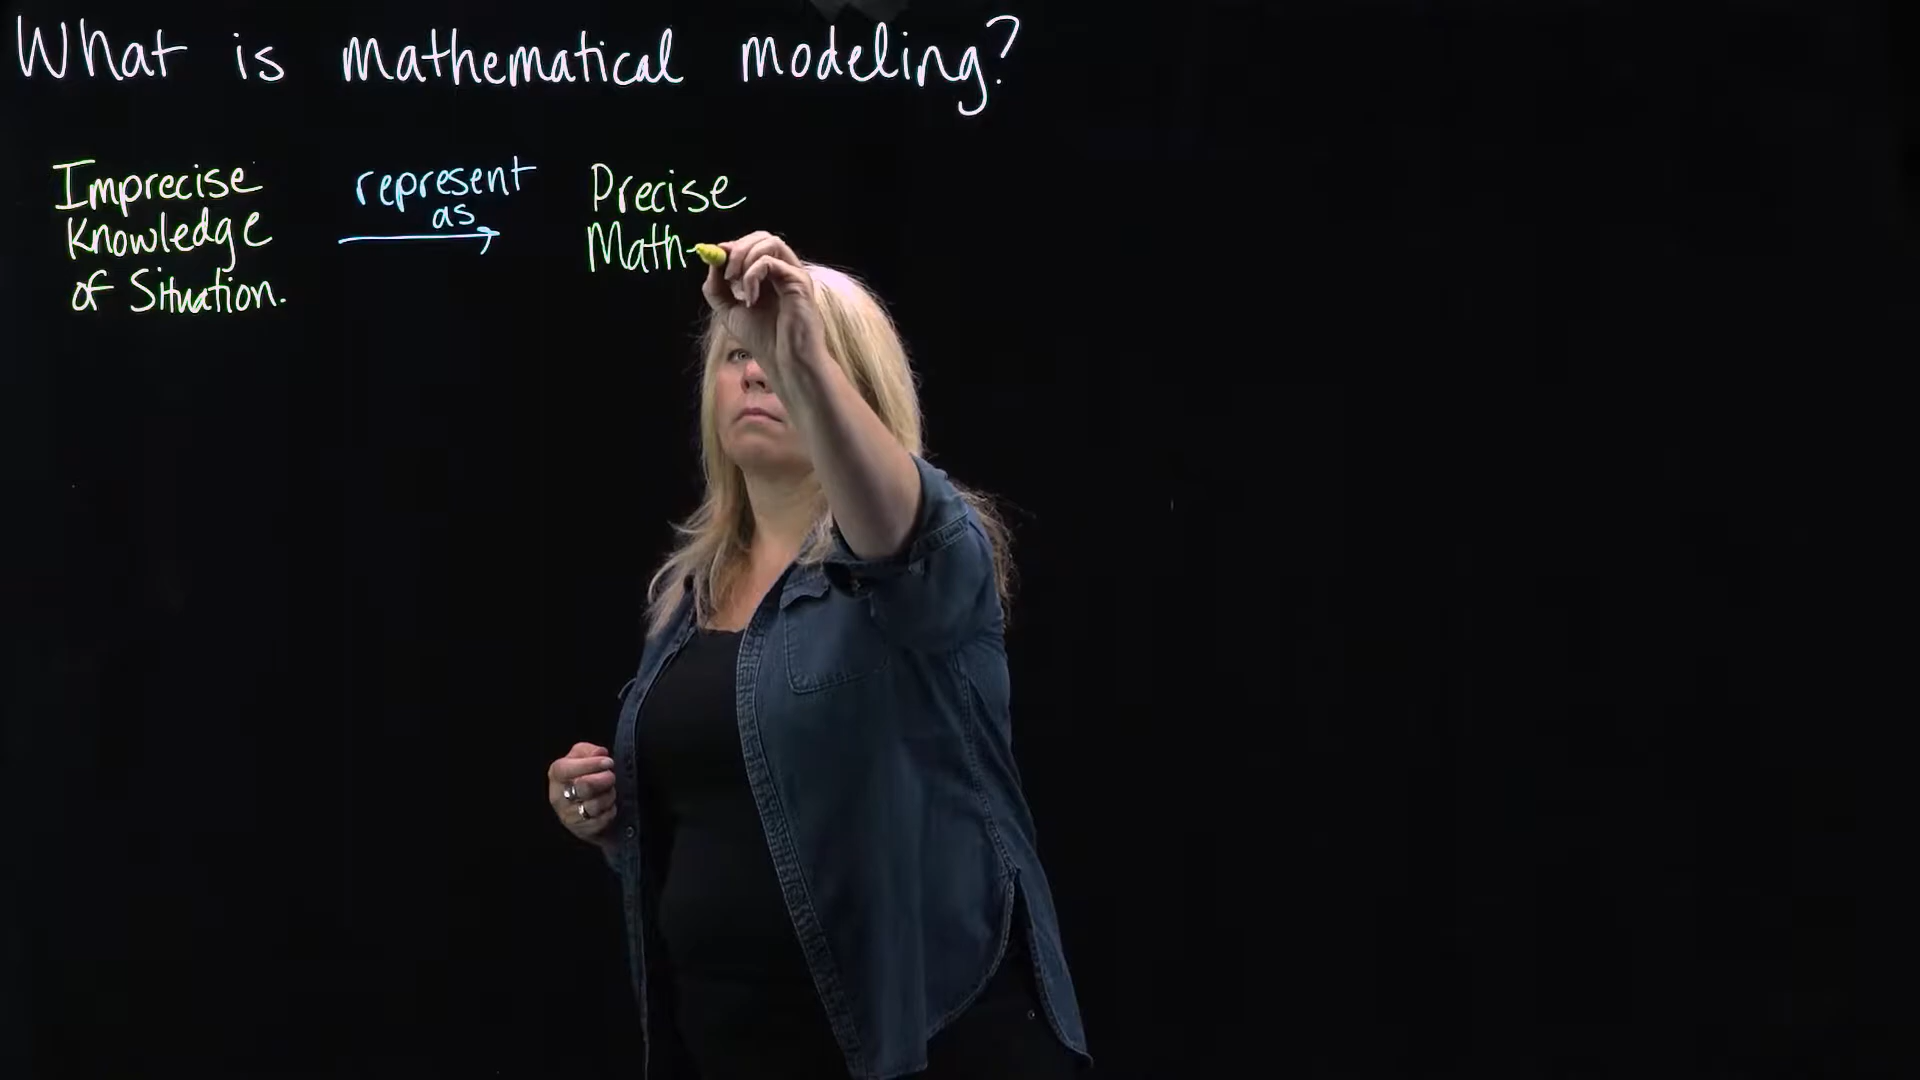 What is mathematical modeling?
Imprecise
Knowledge
of Situation.
represent
as
Precise
Math